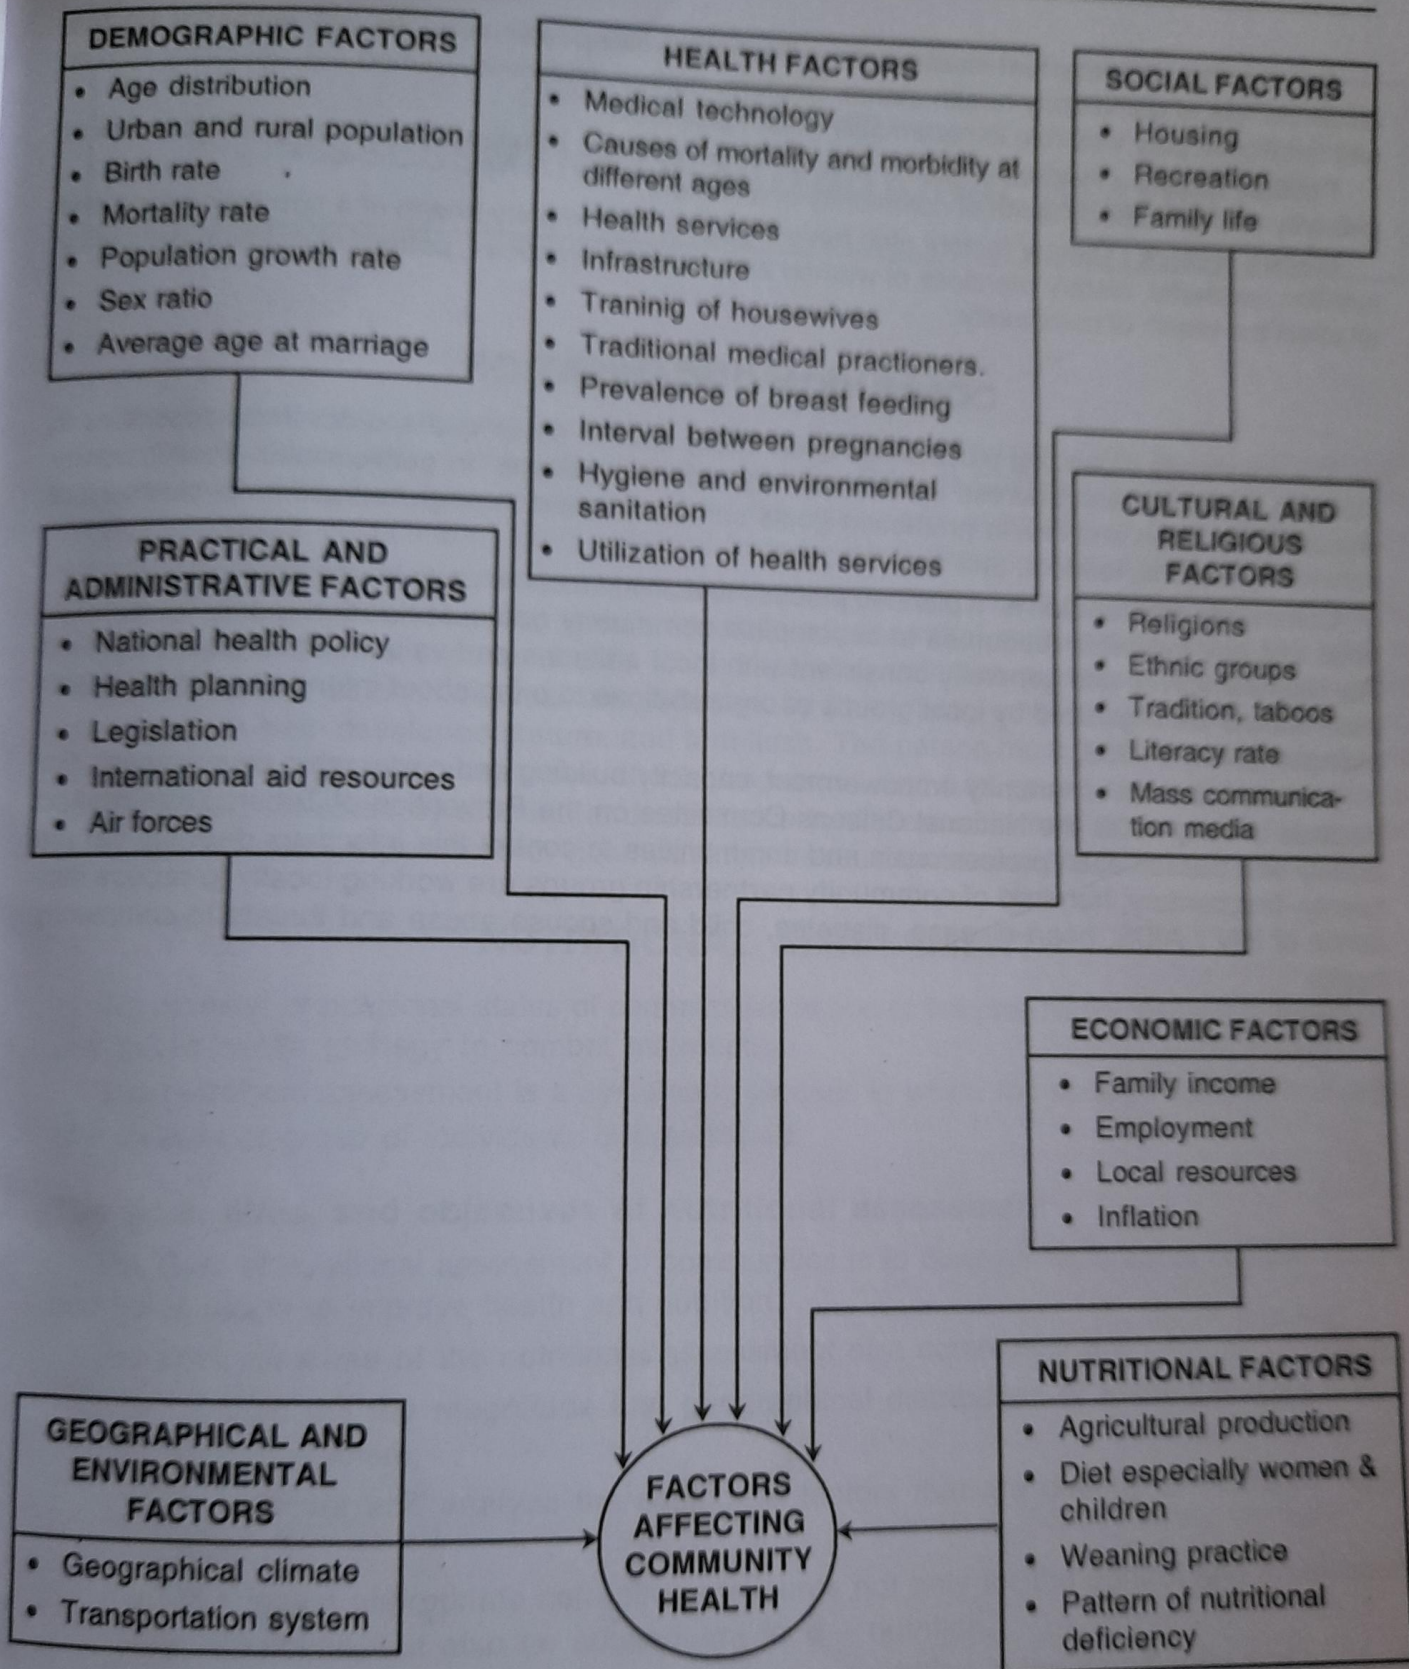 DEMOGRAPHIC FACTORS
• Age distribution
• Urban and rural population
• Birth rate
• Mortality rate
• Population growth rate
• Sex ratio
• Average age at marriage
HEALTH FACTORS
• Medical technology
• Causes of mortality and morbidity at
different ages
• Health services
• Infrastructure
• Traninig of housewives
• Traditional medical practioners.
• Prevalence of breast feeding
• Interval between pregnancies
• Hygiene and environmental
sanitation
• Utilization of health services
SOCIAL FACTORS
• Housing
• Recreation
• Family life
PRACTICAL AND
ADMINISTRATIVE FACTORS
• National health policy
• Health planning
• Legislation
• International aid resources
• Air forces
CULTURAL AND
RELIGIOUS
FACTORS
• Religions
• Ethnic groups
• Tradition, taboos
• Literacy rate
• Mass communica-
tion media
ECONOMIC FACTORS
• Family income
• Employment
• Local resources
• Inflation
GEOGRAPHICAL AND
ENVIRONMENTAL
FACTORS
• Geographical climate
• Transportation system
FACTORS
AFFECTING
COMMUNITY
HEALTH
NUTRITIONAL FACTORS
• Agricultural production
• Diet especially women &
children
• Weaning practice
• Pattern of nutritional
deficiency